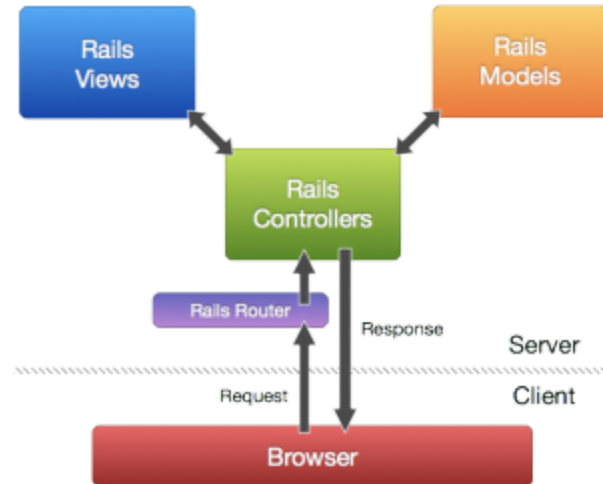 Rails
Views
Rails
Models
Rails
Controllers
Rails Router
Response
Server
Request
Client
Browser